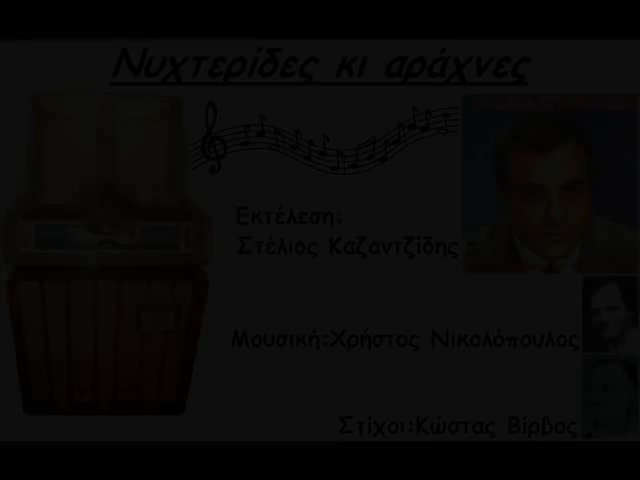 Νυχτερίδες κι αράχνες
Εκτέλεση:
Στέλιος Καζαντζίδης
Μουσική:Χρήστος Νικολόπουλος
Στίχοι:Κώστας Βίρβος